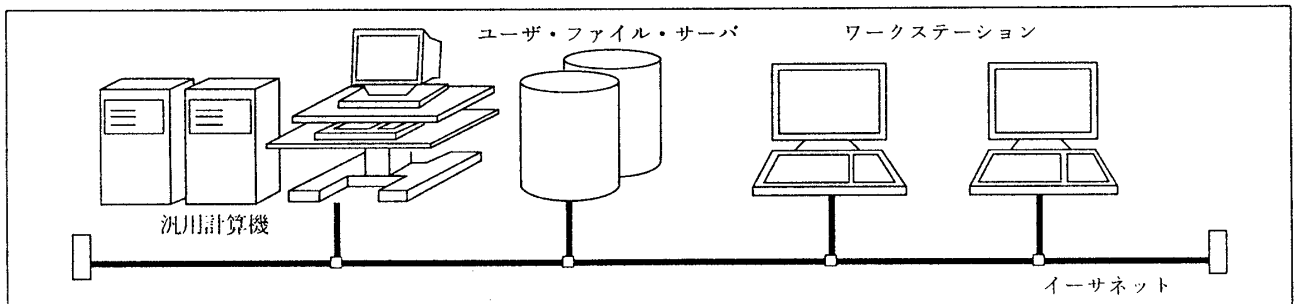 ユーザ・ファイル・サーバ
ワークステーション
汎用計算機
イーサネット